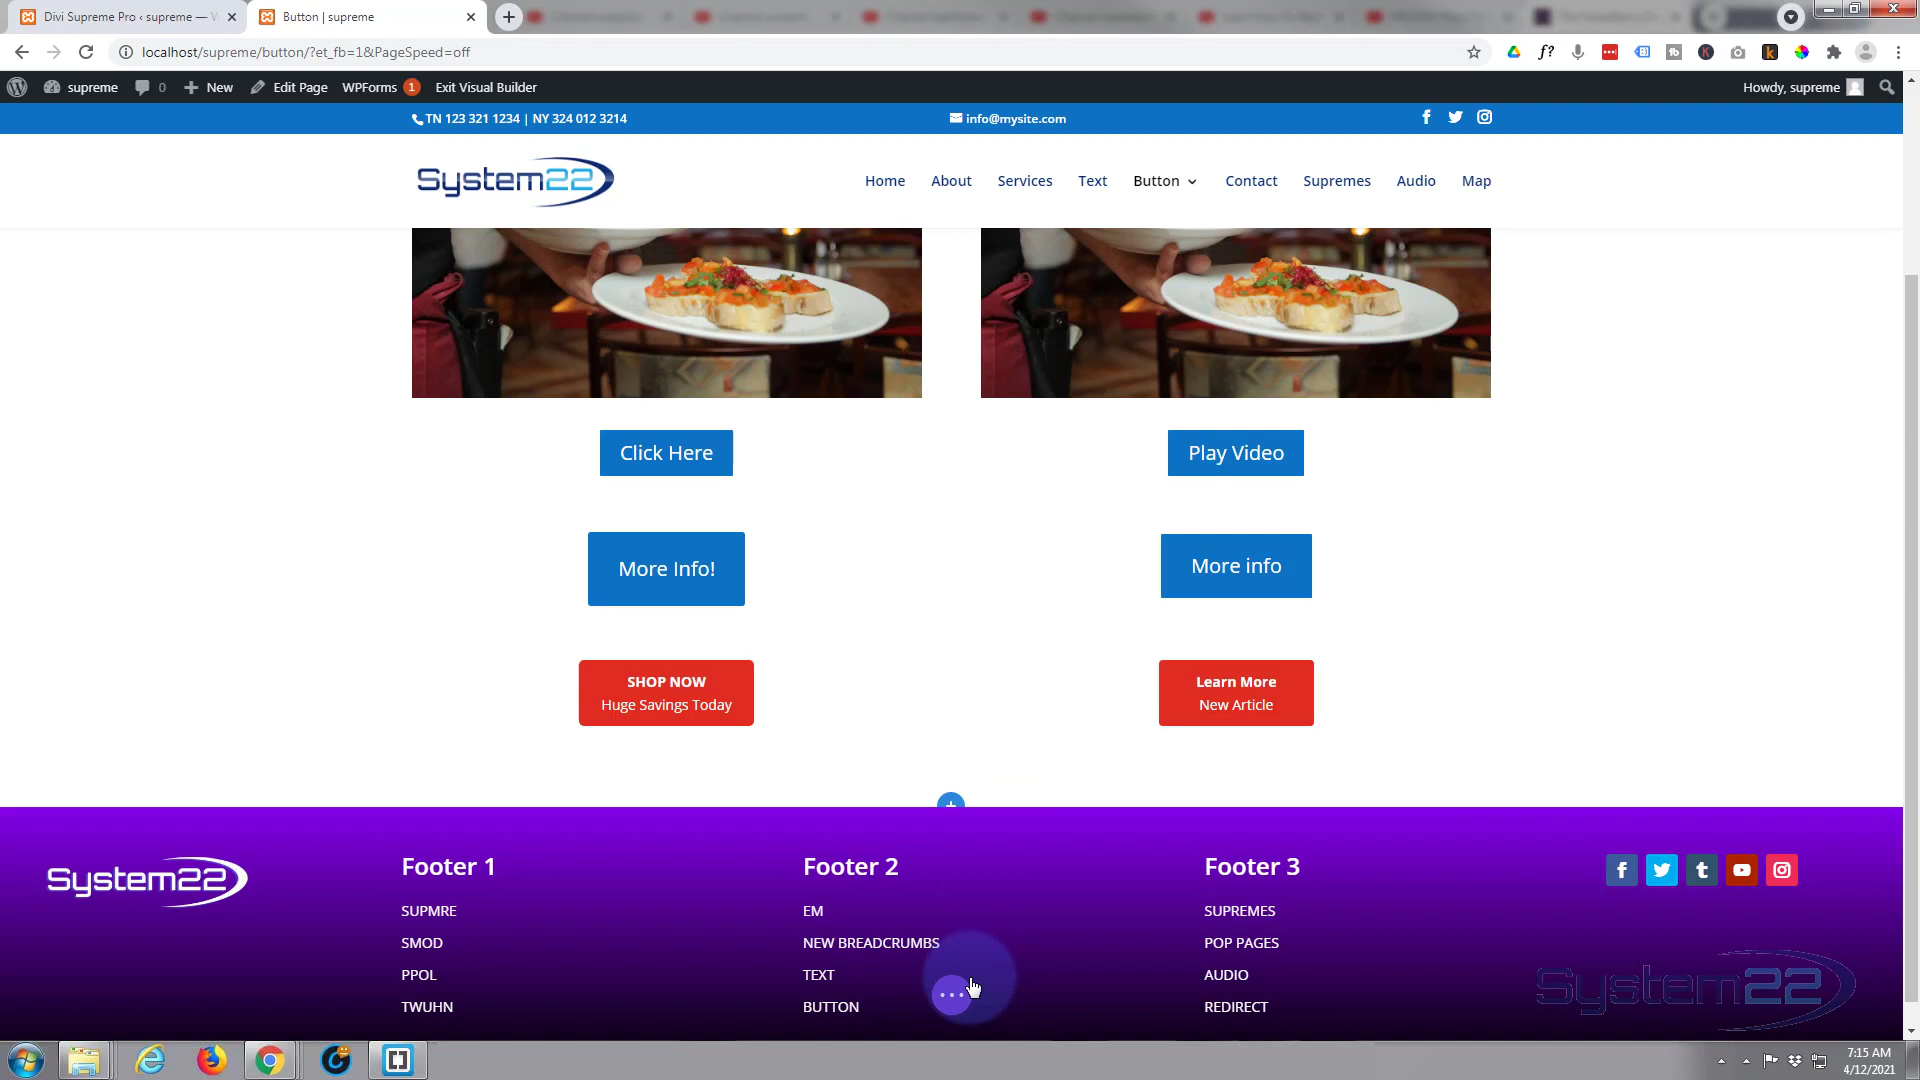 Divi Supreme Pro ‹ supreme — W
Button | supreme
localhost/supreme/button/?et_fb=1&PageSpeed=off
supreme 0 New Edit Page WPForms 1 Exit Visual Builder
Howdy, supreme
TN 123 321 1234 | NY 324 012 3214
info@mysite.com
System22
Home About Services Text Button Contact Supremes Audio Map
Click Here
Play Video
More Info!
More info
SHOP NOW
Huge Savings Today
Learn More
New Article
System22
Footer 1
SUPMRE
SMOD
PPOL
TWUHN
Footer 2
EM
NEW BREADCRUMBS
TEXT
BUTTON
Footer 3
SUPREMES
POP PAGES
AUDIO
REDIRECT
System22
7:15 AM
4/12/2021